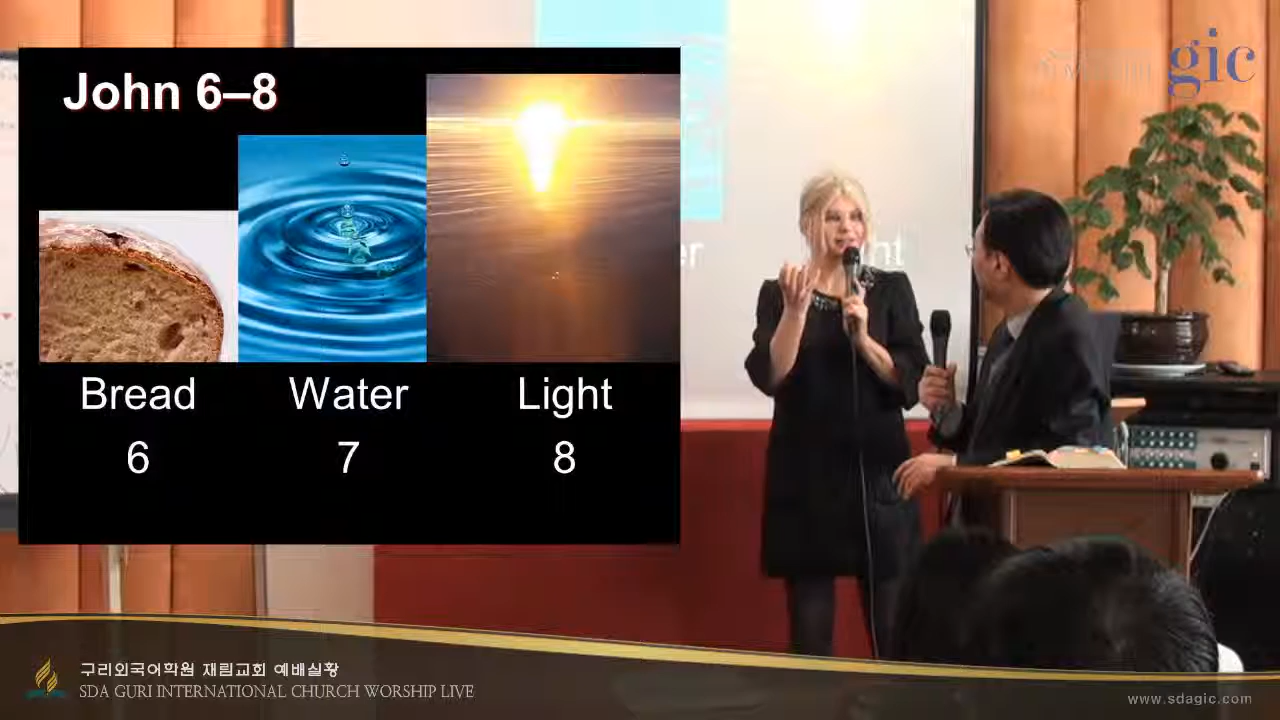 John 6–8
Bread
Water
Light
6
7
8
gic
구리외국어학원 재림교회 예배실황
SDA GURI INTERNATIONAL CHURCH WORSHIP LIVE
www.sdagic.com